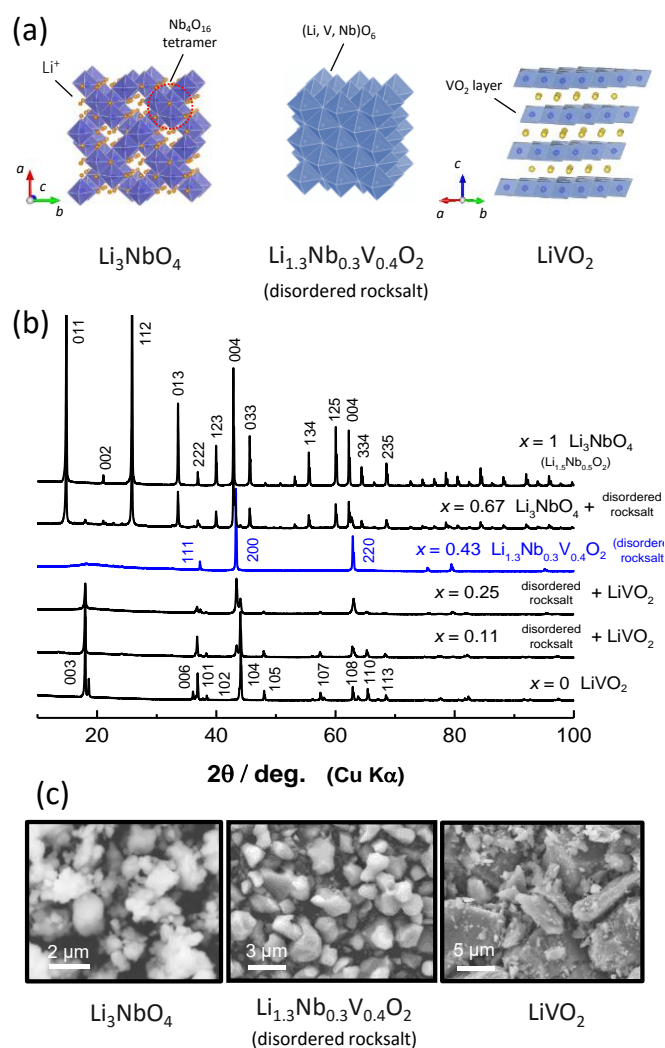 (a)
Nb₄O₁₆
tetramer
Li⁺
(Li, V, Nb)O₆
VO₂ layer
a
c
b
c
a
b
Li₃NbO₄
Li₁.₃Nb₀.₃V₀.₄O₂
(disordered rocksalt)
LiVO₂
(b)
011
112
004
013
002
222
123
033
134
125
004
334
235
x = 1 Li₃NbO₄
(Li₁.₅Nb₀.₅O₂)
x = 0.67 Li₃NbO₄ + disordered
rocksalt
111
200
220
x = 0.43 Li₁.₃Nb₀.₃V₀.₄O₂ (disordered
rocksalt
x = 0.25 disordered
rocksalt + LiVO₂
x = 0.11 disordered
rocksalt + LiVO₂
003
006
101
102
104
105
107
108
110
113
x = 0 LiVO₂
20
40
60
80
100
2θ / deg. (Cu Kα)
(c)
2 μm
3 μm
5 μm
Li₃NbO₄
Li₁.₃Nb₀.₃V₀.₄O₂
(disordered rocksalt)
LiVO₂